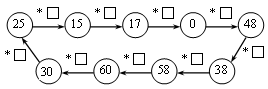 * □ * □ * □ * □
25 15 17 0 48
* □ * □ * □ * □ * □
30 60 58 38